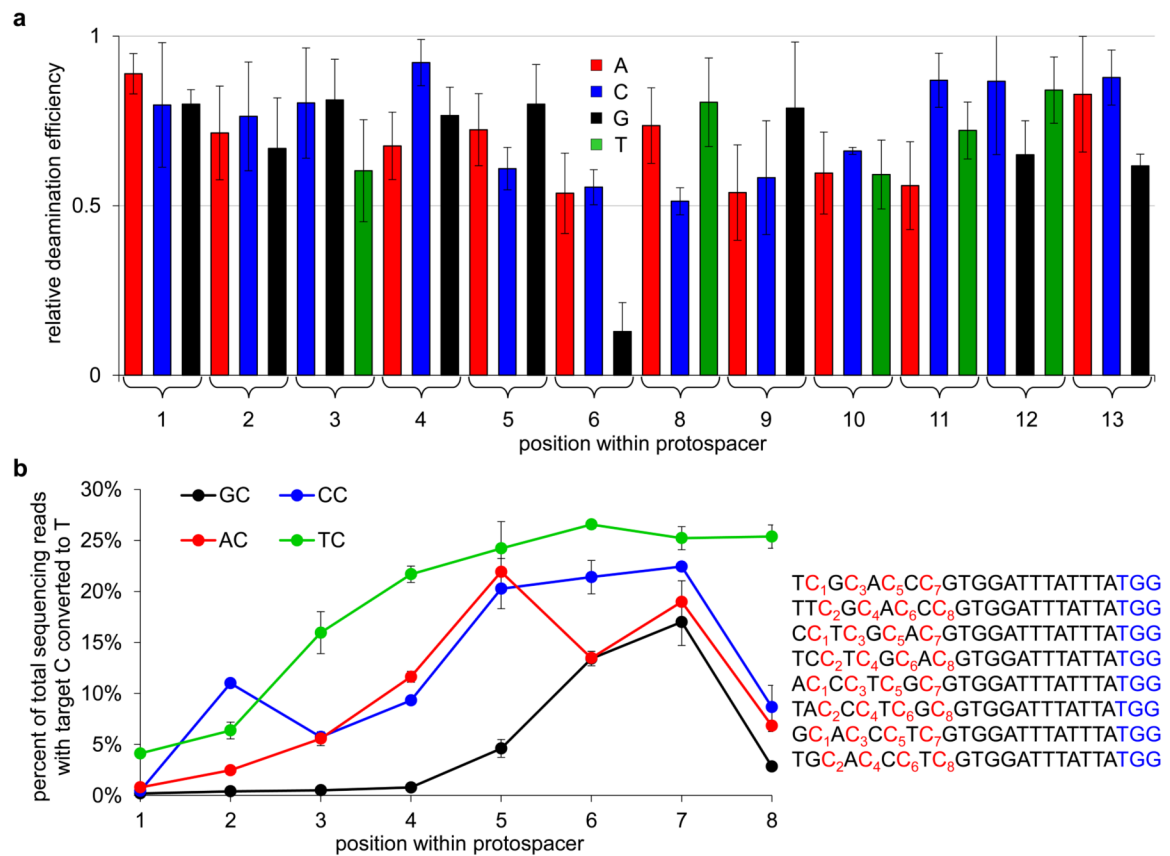 a
1
0.5
0
relative deamination efficiency
A
C
G
T
1 2 3 4 5 6 8 9 10 11 12 13
position within protospacer
b
30%
25%
20%
15%
10%
5%
0%
percent of total sequencing reads
with target C converted to T
GC CC
AC TC
1 2 3 4 5 6 7 8
position within protospacer
TC₁GC₃AC₅CC₇GTGGATTTATTTATGG
TTC₂GC₄AC₆CC₈GTGGATTTATTATGG
CC₁TC₃GC₅AC₇GTGGATTTATTTATGG
TCC₂TC₄GC₆AC₈GTGGATTTATTATGG
AC₁CC₃TC₅GC₇GTGGATTTATTTATGG
TAC₂CC₄TC₆GC₈GTGGATTTATTATGG
GC₁AC₃CC₅TC₇GTGGATTTATTTATGG
TGC₂AC₄CC₆TC₈GTGGATTTATTATGG